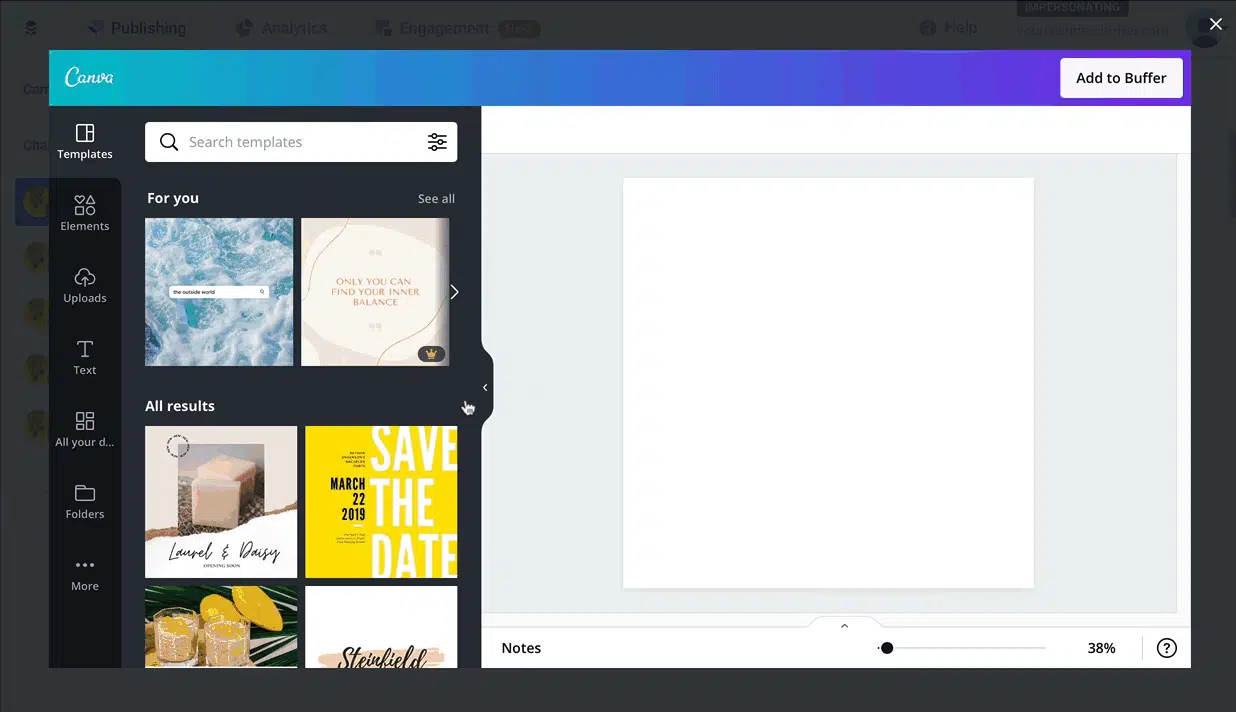 Publishing
Analytics
Engagement
Help
IMPERSONATING
Canva
Add to Buffer
Templates
Elements
Uploads
Text
All your d...
Folders
More
Search templates
For you
See all
the outside world
ONLY YOU CAN
FIND YOUR INNER
BALANCE
All results
Laurel & Daisy
OPENING SOON
MARCH
22
2019
SAVE
THE
DATE
Steinfield
Notes
38%
?